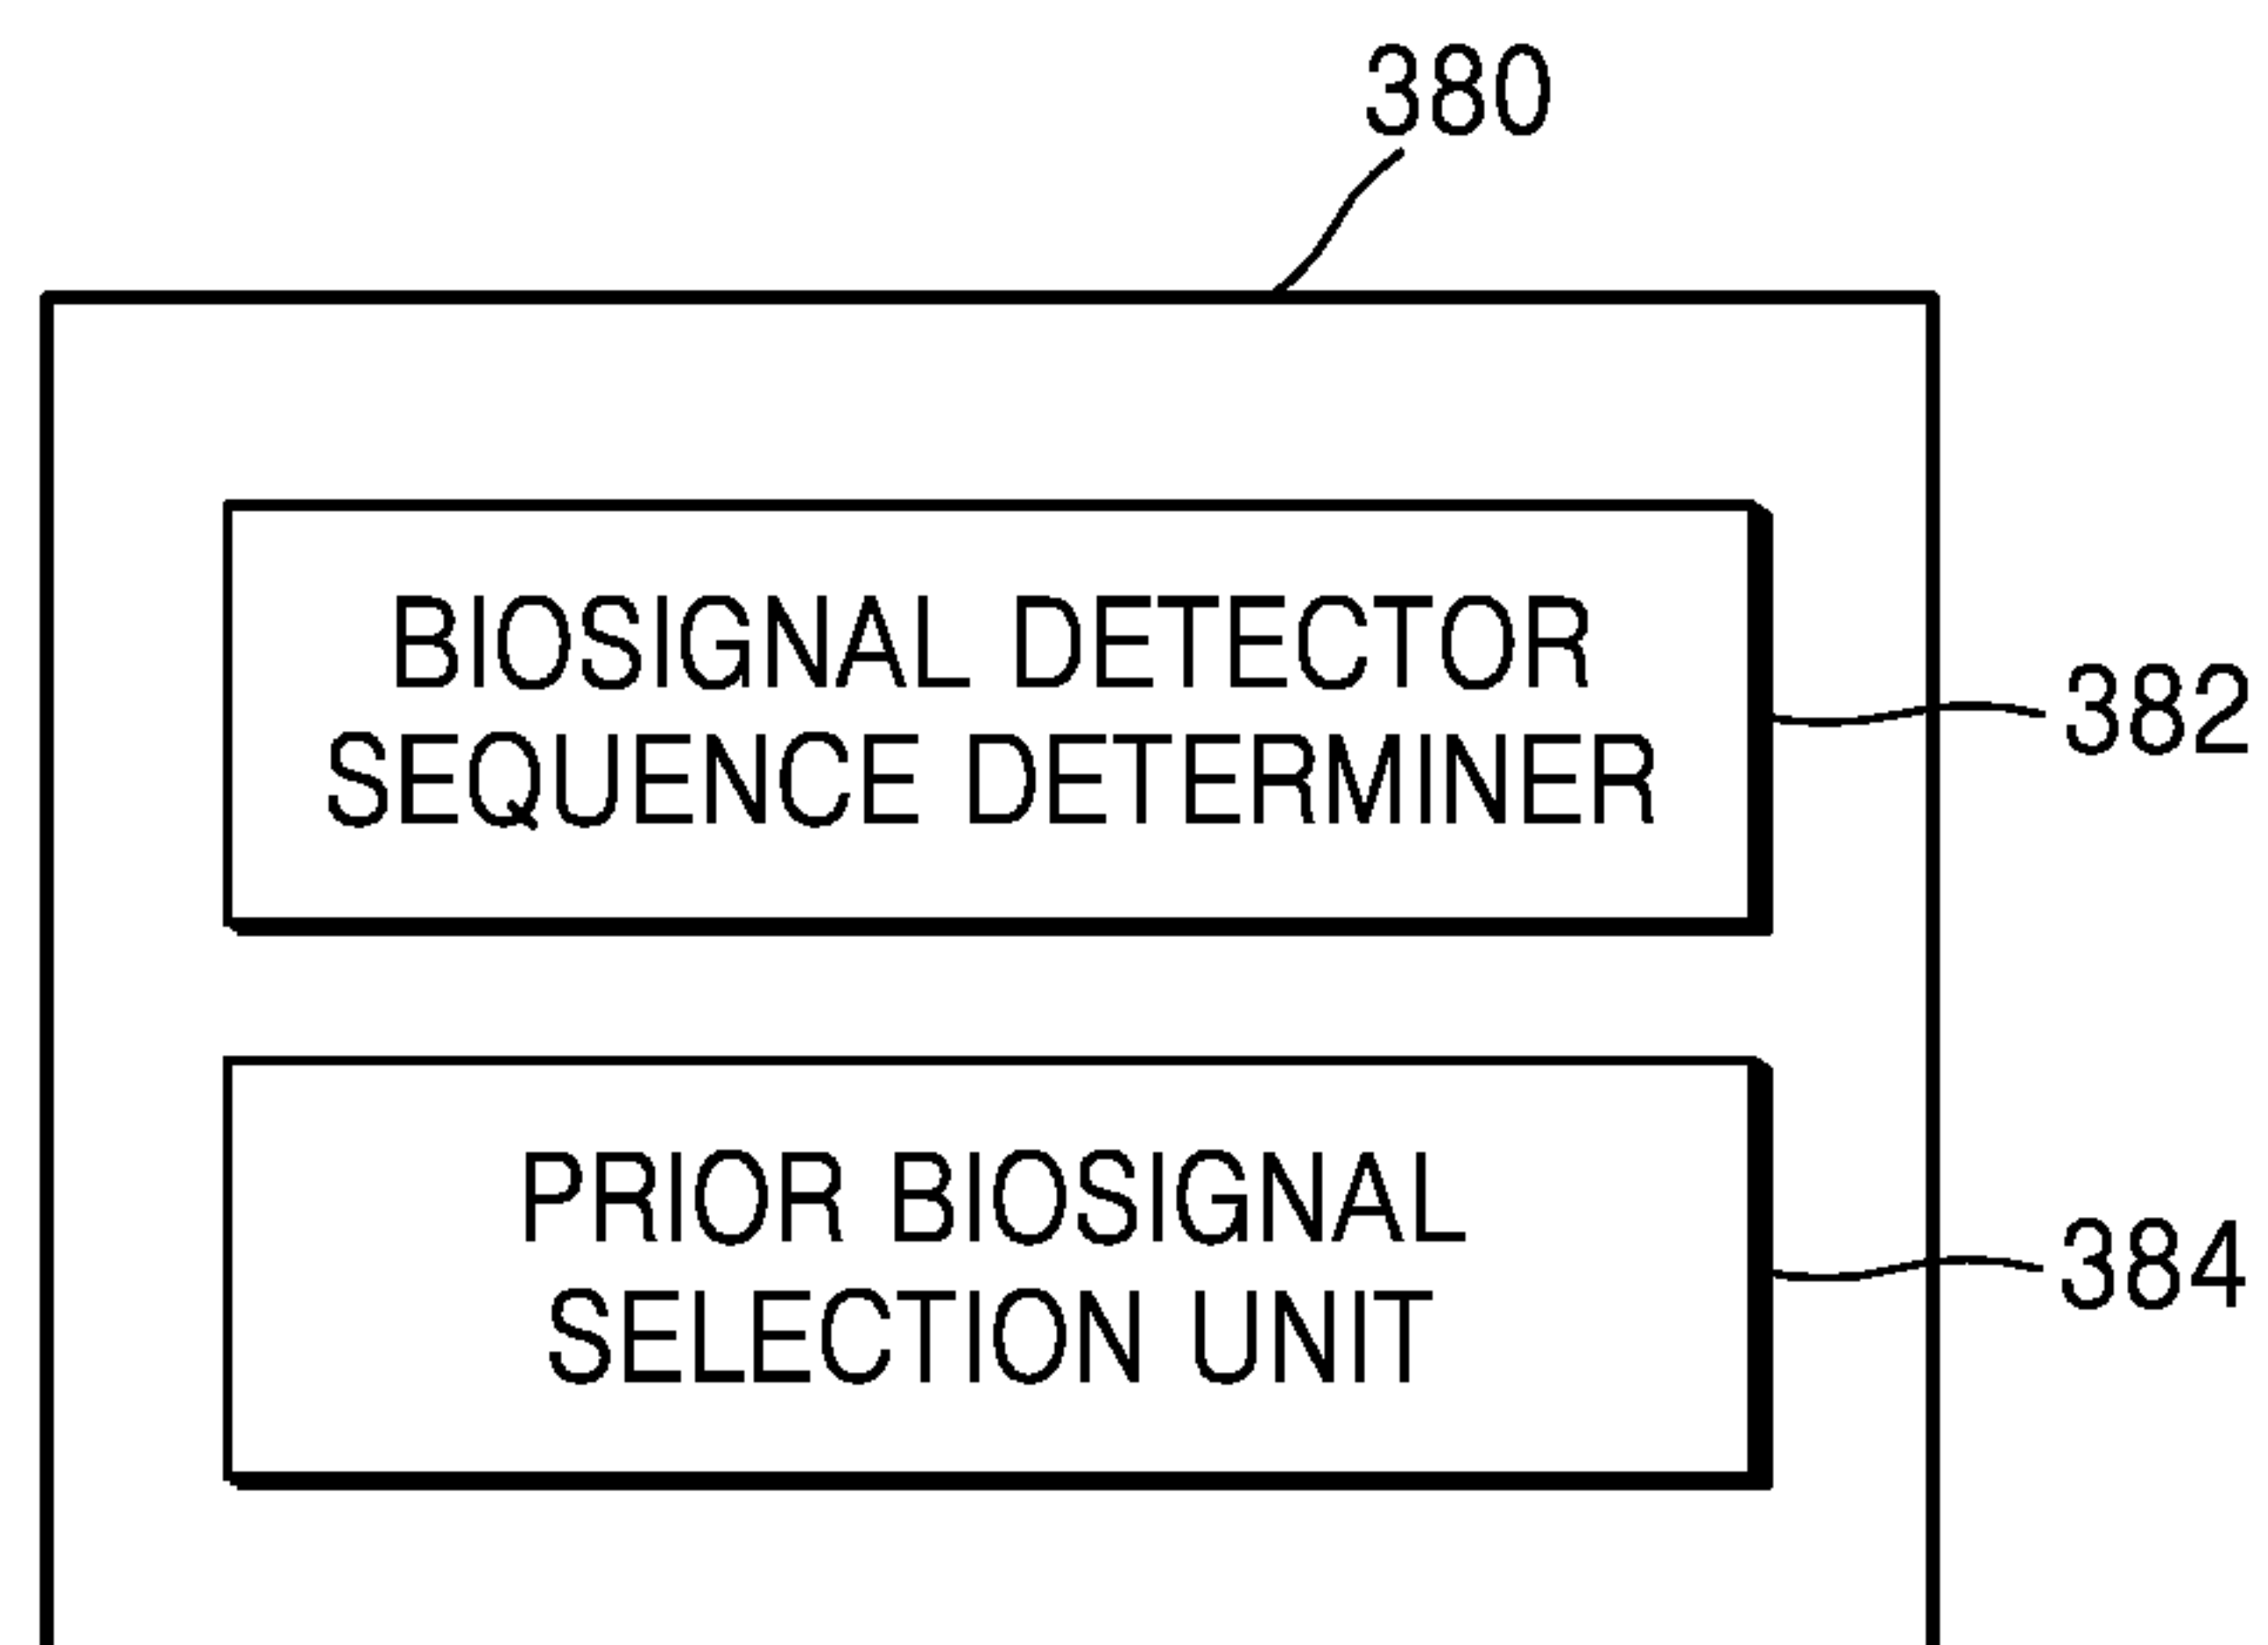 380
BIOSIGNAL DETECTOR
SEQUENCE DETERMINER
382
PRIOR BIOSIGNAL
SELECTION UNIT
384